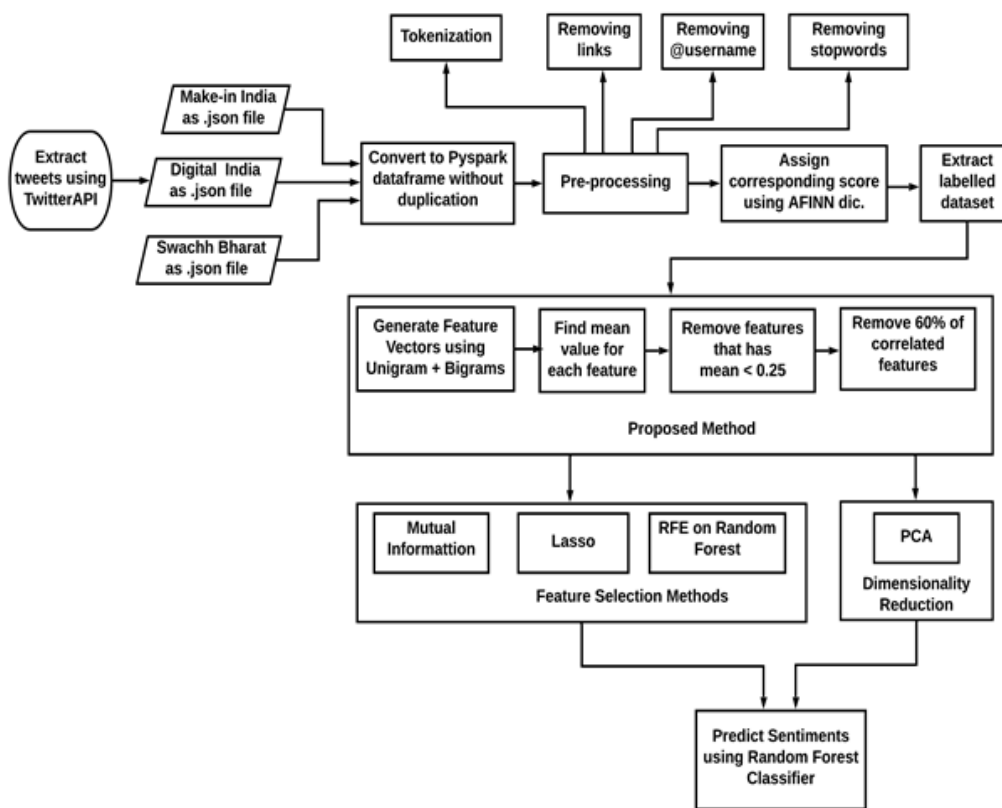 Tokenization
Removing
links
Removing
@username
Removing
stopwords
Make-in India
as .json file
Extract
tweets using
TwitterAPI
Digital India
as .json file
Swachh Bharat
as .json file
Convert to Pyspark
dataframe without
duplication
Pre-processing
Assign
corresponding score
using AFINN dic.
Extract
labelled
dataset
Generate Feature
Vectors using
Unigram + Bigrams
Find mean
value for
each feature
Remove features
that has
mean < 0.25
Remove 60% of
correlated
features
Proposed Method
Mutual
Informattion
Lasso
RFE on Random
Forest
Feature Selection Methods
PCA
Dimensionality
Reduction
Predict Sentiments
using Random Forest
Classifier